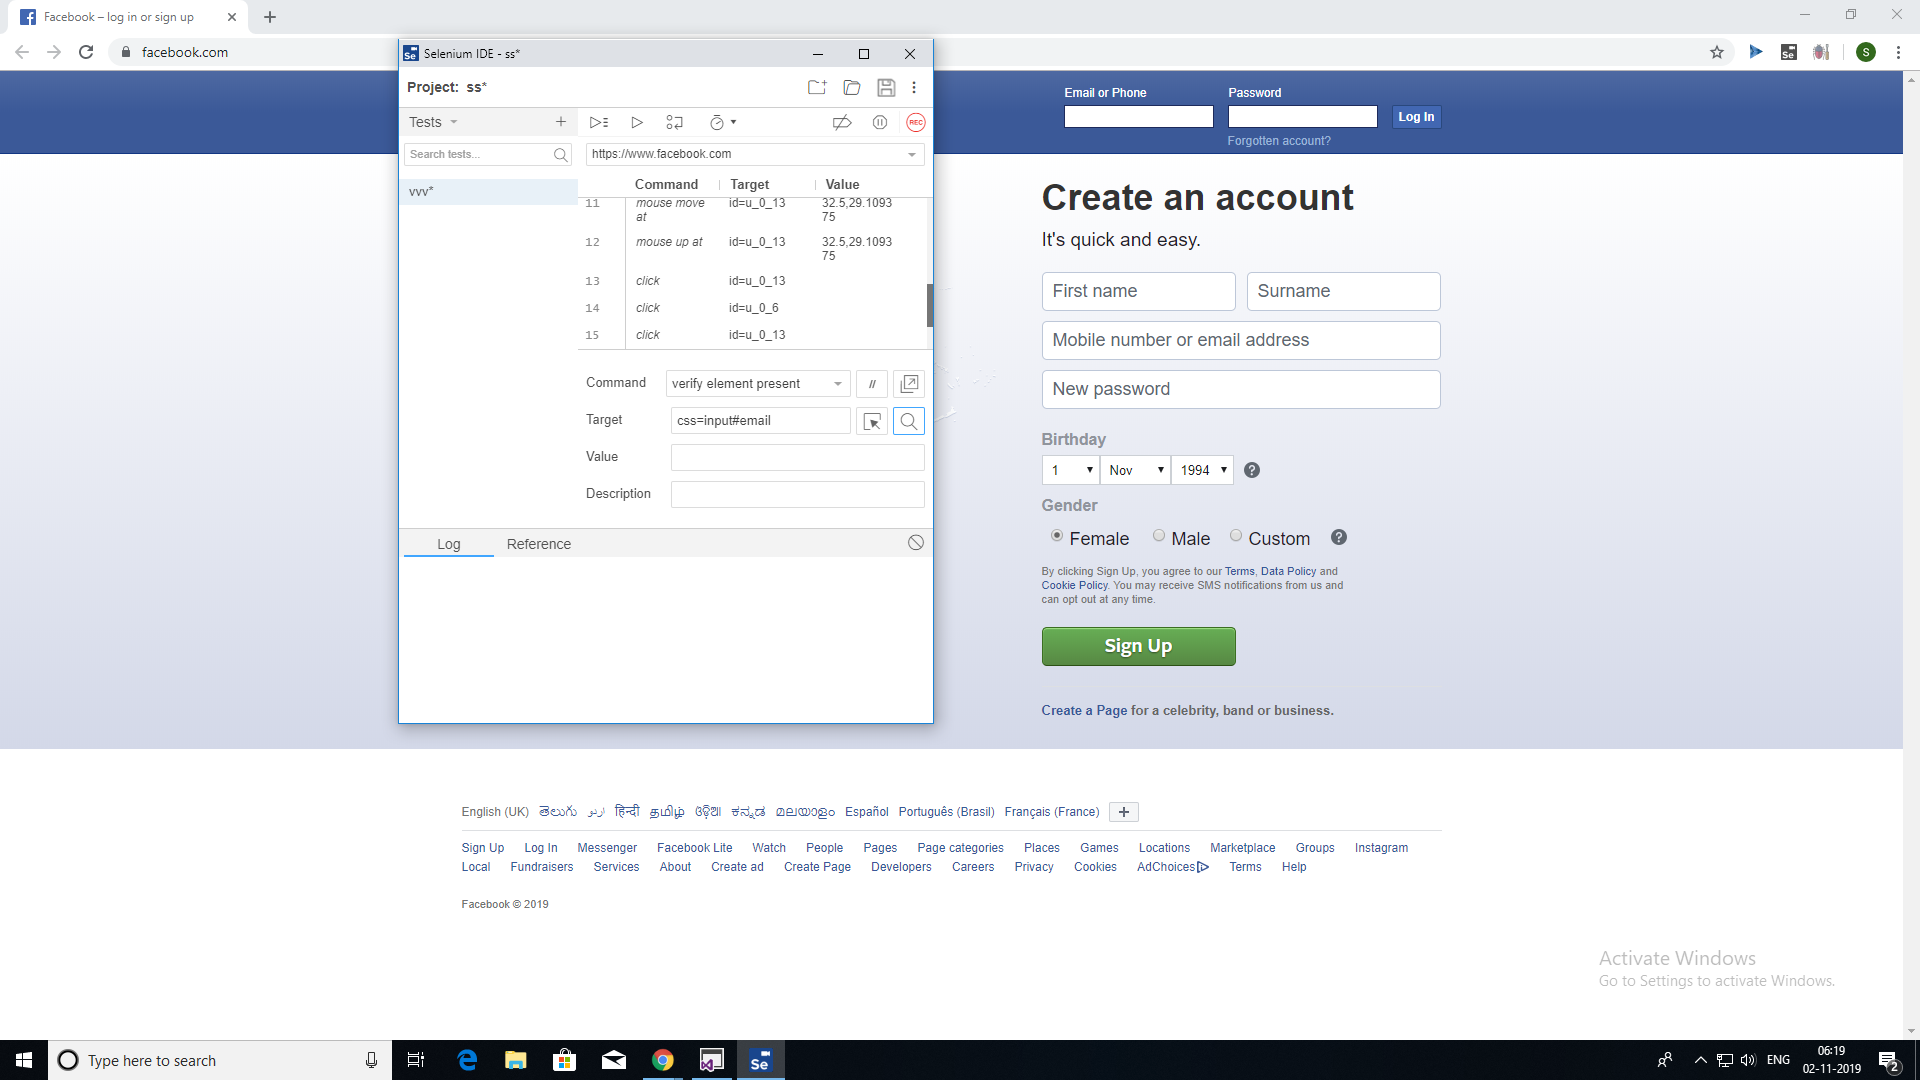 Facebook – log in or sign up
facebook.com
Selenium IDE - ss*
Project: ss*
Tests
Search tests...
vvv*
REC
https://www.facebook.com
Command Target Value
11 mouse move at id=u_0_13 32.5,29.109375
12 mouse up at id=u_0_13 32.5,29.109375
13 click id=u_0_13
14 click id=u_0_6
15 click id=u_0_13
Command verify element present //
Target css=input#email
Value
Description
Log Reference
Email or Phone Password
Log In
Forgotten account?
Create an account
It's quick and easy.
First name Surname
Mobile number or email address
New password
Birthday
1 Nov 1994
Gender
Female Male Custom
By clicking Sign Up, you agree to our Terms, Data Policy and
Cookie Policy. You may receive SMS notifications from us and
can opt out at any time.
Sign Up
Create a Page for a celebrity, band or business.
English (UK) తెలుగు اردو हिन्दी தமிழ் ଓଡ଼ିଆ ಕನ್ನಡ മലയാളം Español Português (Brasil) Français (France)
Sign Up Log In Messenger Facebook Lite Watch People Pages Page categories Places Games Locations Marketplace Groups Instagram
Local Fundraisers Services About Create ad Create Page Developers Careers Privacy Cookies AdChoices Terms Help
Facebook © 2019
Activate Windows
Go to Settings to activate Windows.
Type here to search
Se
ENG
06:19
02-11-2019
2